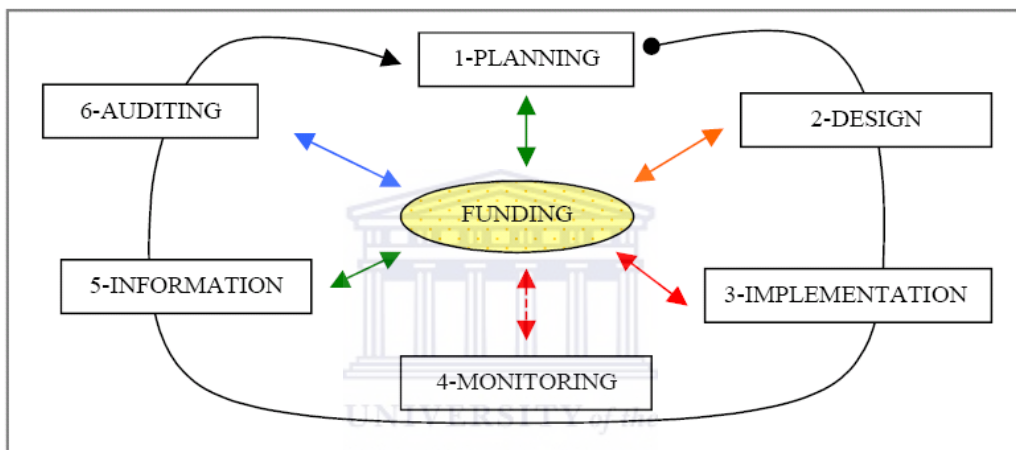 1-PLANNING
6-AUDITING
2-DESIGN
FUNDING
5-INFORMATION
3-IMPLEMENTATION
4-MONITORING
UNIVERSITY of the